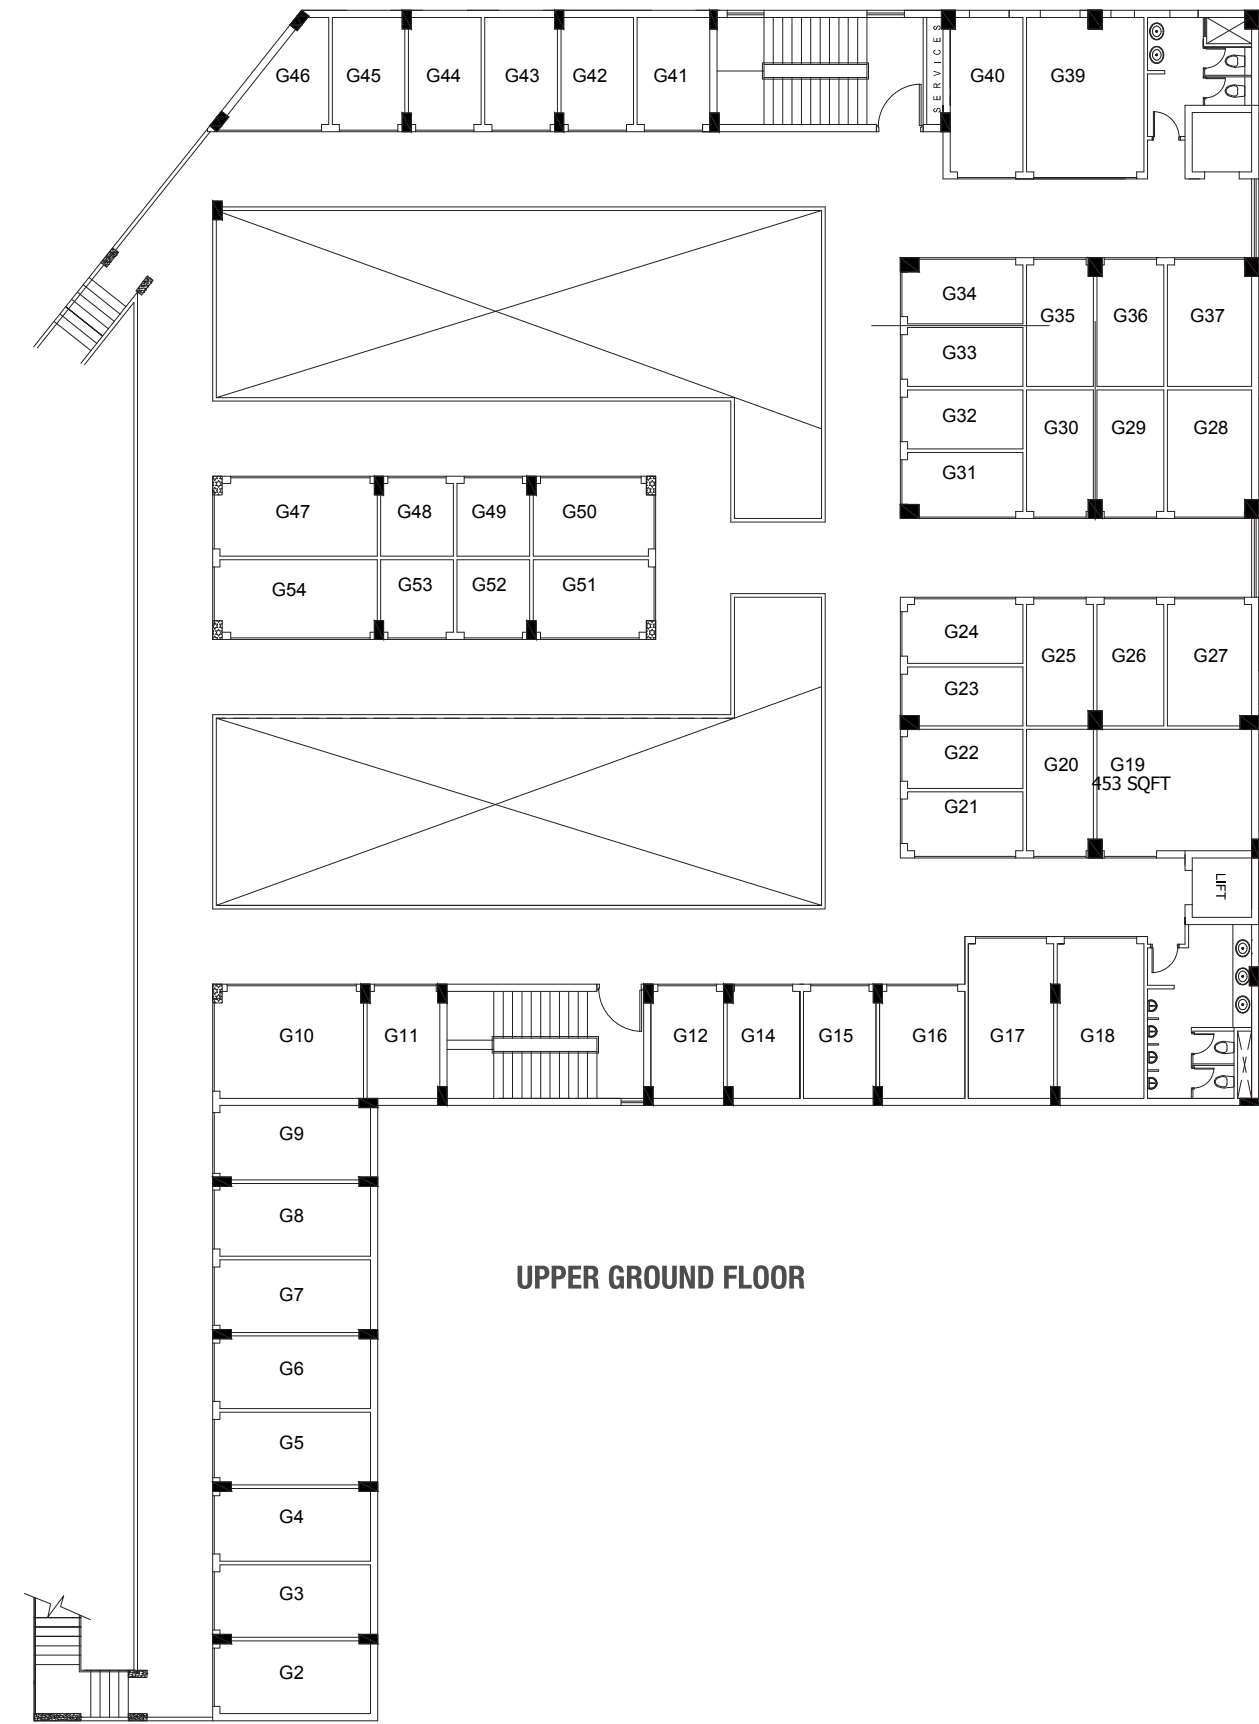 G46 G45 G44 G43 G42 G41
SERVICES
G40 G39
G34
G35 G36 G37
G33
G32
G30 G29 G28
G31
G47 G48 G49 G50
G54 G53 G52 G51
G24
G25 G26 G27
G23
G22
G20 G19
453 SQFT
G21
LIFT
G10 G11 G12 G14 G15 G16 G17 G18
G9
G8
UPPER GROUND FLOOR
G7
G6
G5
G4
G3
G2